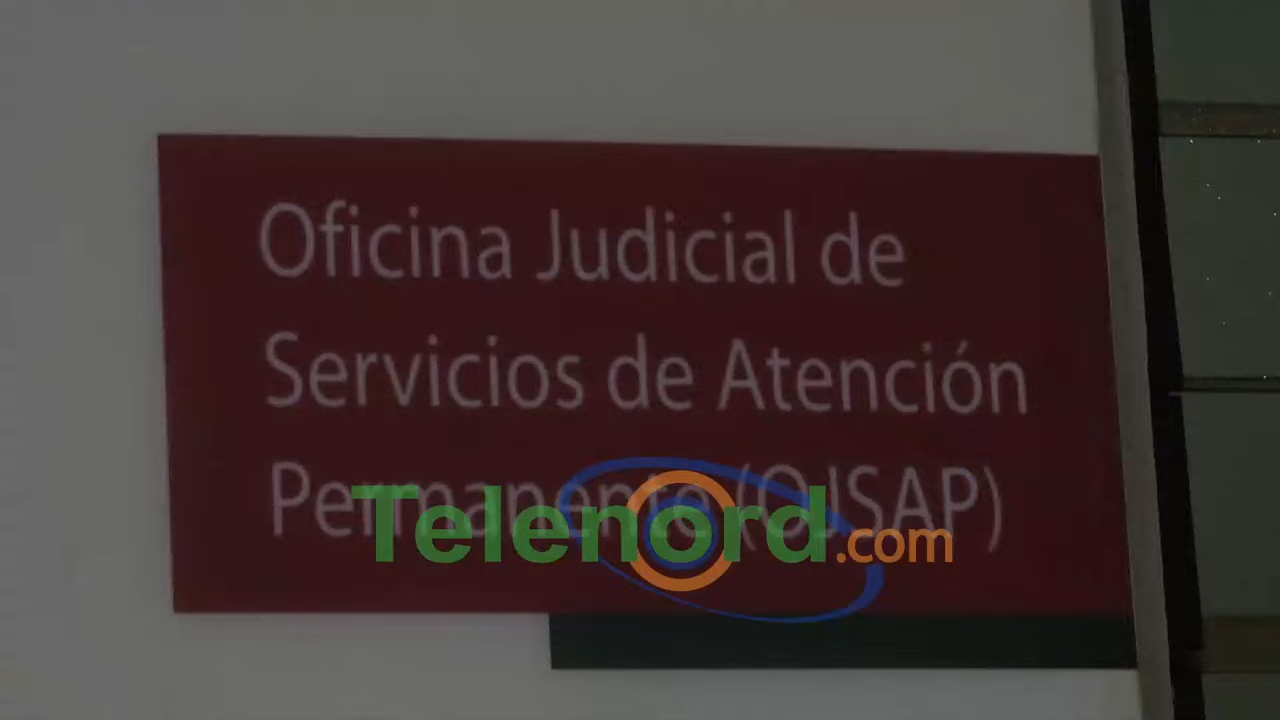 Oficina Judicial de
Servicios de Atención
Permanente (OJSAP)
Telenord.com